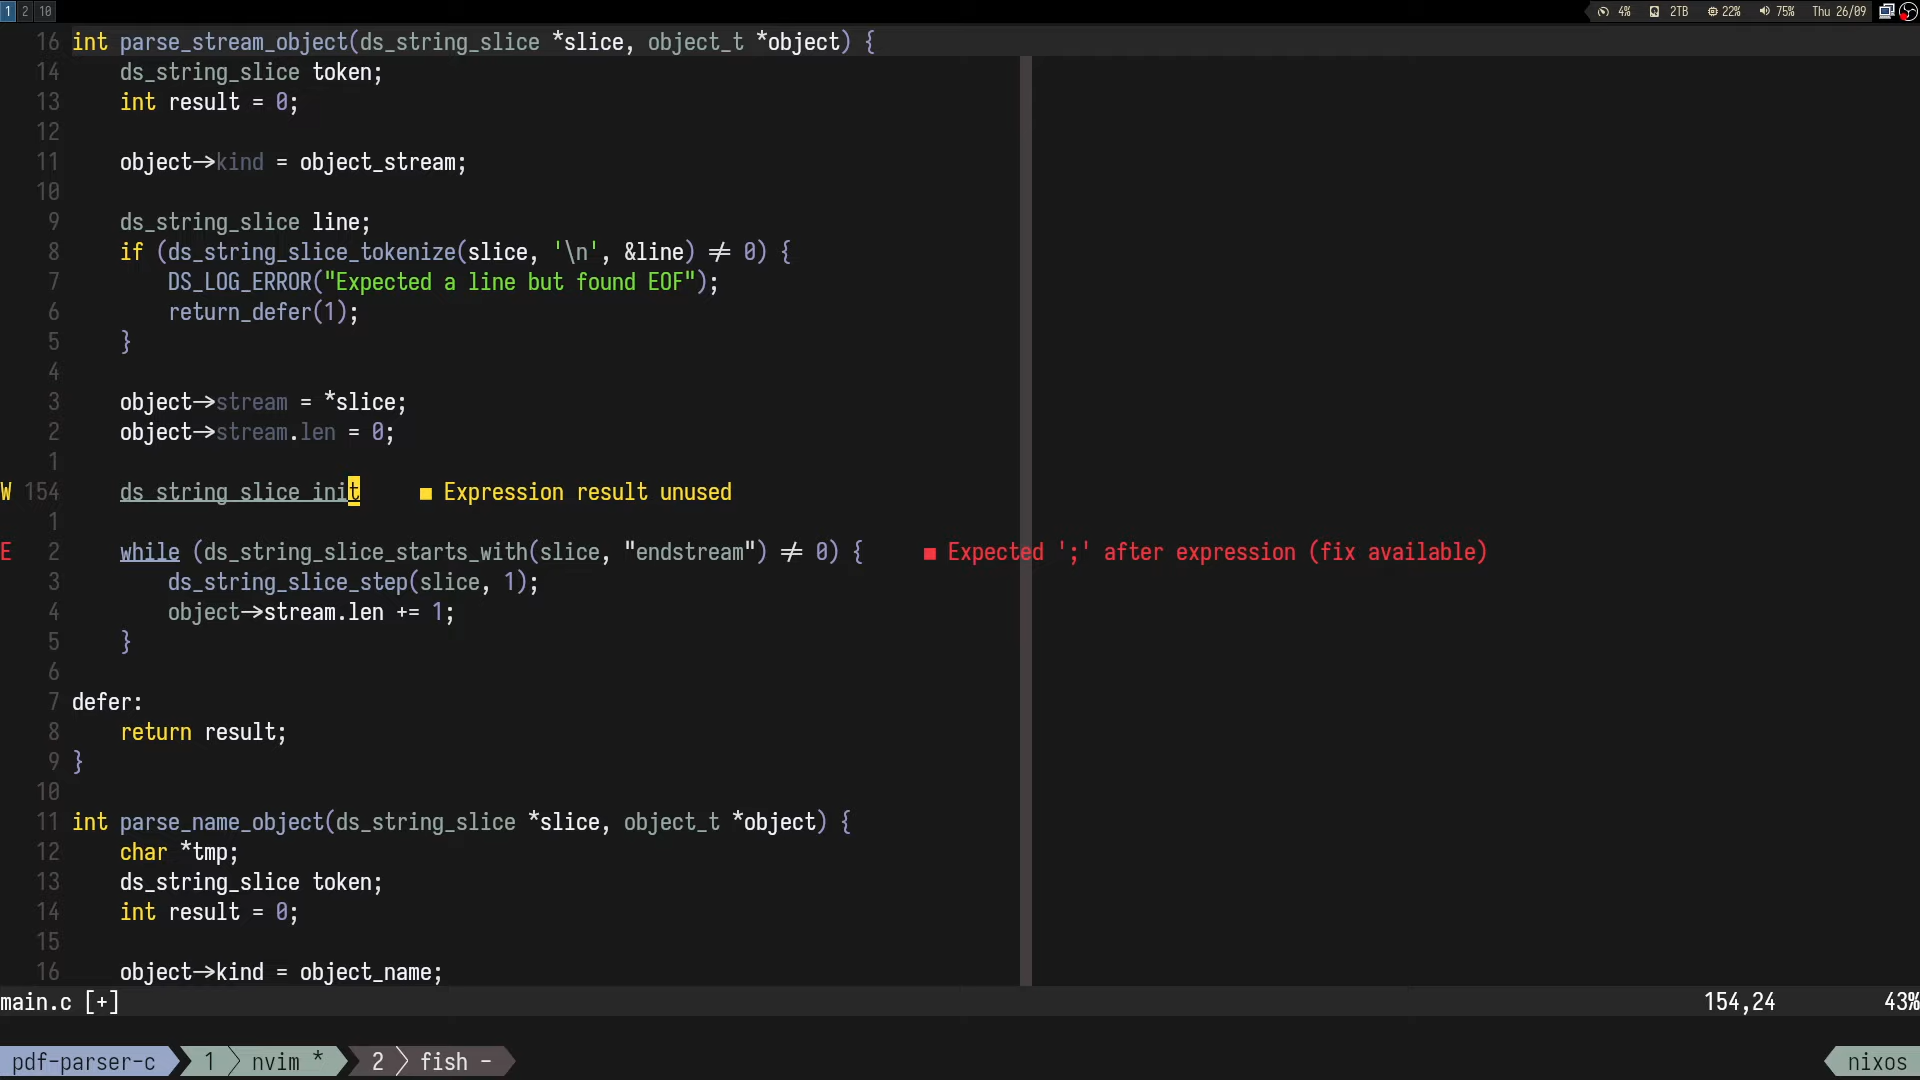 1 2 10 4% 2TB 22% 75% Thu 26/09
16 int parse_stream_object(ds_string_slice *slice, object_t *object) {
14 ds_string_slice token;
13 int result = 0;
12
11 object->kind = object_stream;
10
9 ds_string_slice line;
8 if (ds_string_slice_tokenize(slice, '\n', &line) != 0) {
7 DS_LOG_ERROR("Expected a line but found EOF");
6 return_defer(1);
5 }
4
3 object->stream = *slice;
2 object->stream.len = 0;
1
W 154 ds_string_slice_init ■ Expression result unused
1
E 2 while (ds_string_slice_starts_with(slice, "endstream") != 0) { ■ Expected ';' after expression (fix available)
3 ds_string_slice_step(slice, 1);
4 object->stream.len += 1;
5 }
6
7 defer:
8 return result;
9 }
10
11 int parse_name_object(ds_string_slice *slice, object_t *object) {
12 char *tmp;
13 ds_string_slice token;
14 int result = 0;
15
16 object->kind = object_name;
main.c [+] 154,24 43%
pdf-parser-c 1 nvim * 2 fish - nixos